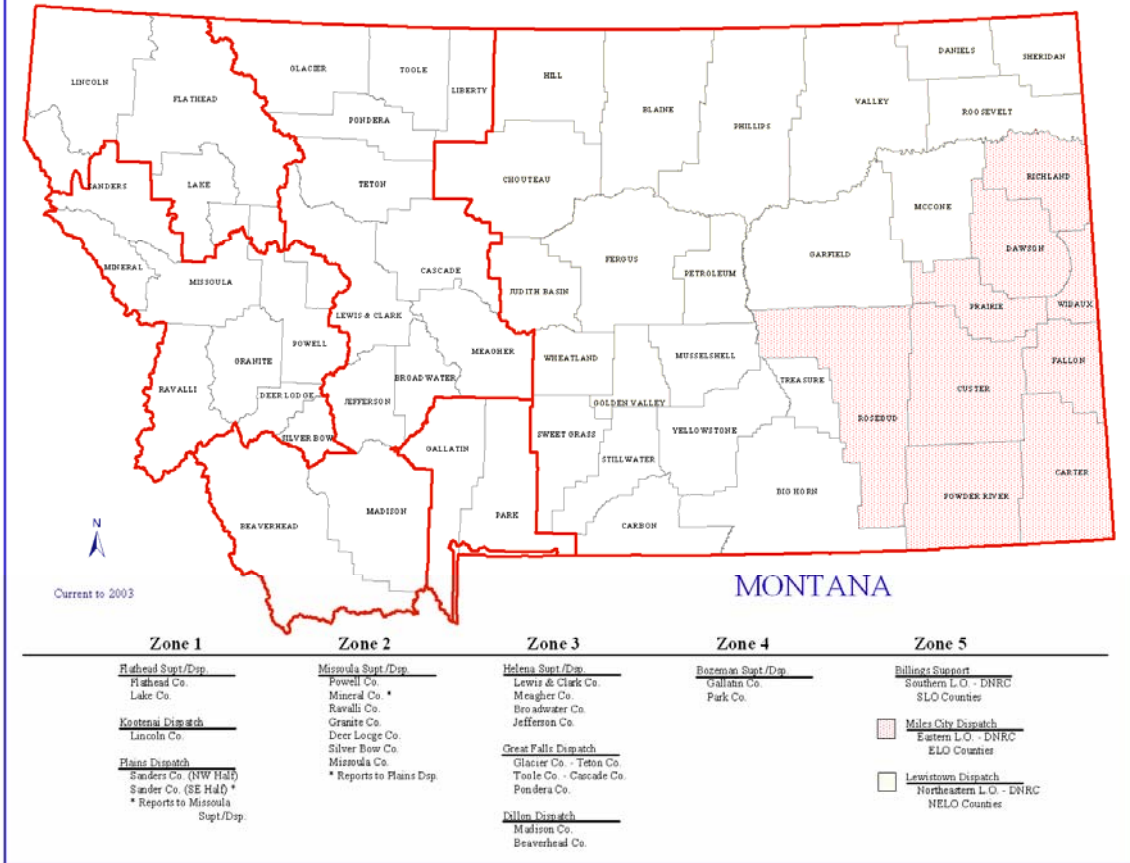 DANIELS
SHERIDAN
LINCOLN
GLACIER
TOOLE
LIBERTY
HILL
FLATHEAD
BLAINE
VALLEY
ROOSEVELT
PONDERA
PHILLIPS
SANDERS
LAKE
TETON
CHOUTEAU
RICHLAND
MCCONE
DAWSON
MINERAL
MISSOULA
CASCADE
FERGUS
PETROLEUM
GARFIELD
JUDITH BASIN
PRAIRIE
WIBAUX
LEWIS & CLARK
POWELL
GRANITE
RAVALLI
MEAGHER
WHEATLAND
MUSSELSHELL
FALLON
BROADWATER
TREASURE
CUSTER
DEER LODGE
JEFFERSON
GOLDEN VALLEY
ROSEBUD
SILVER BOW
GALLATIN
SWEET GRASS
YELLOWSTONE
STILLWATER
CARTER
BIG HORN
POWDER RIVER
BEAVERHEAD
MADISON
PARK
CARBON
N
Current to 2003
MONTANA
Zone 1
Flathead Supt./Dsp.
Flathead Co.
Lake Co.
Kootenai Dispatch
Lincoln Co.
Plains Dispatch
Sanders Co. (NW Half)
Sander Co. (SE Half) *
* Reports to Missoula
Supt/Dsp.
Zone 2
Missoula Supt./Dsp.
Powell Co.
Mineral Co. *
Ravalli Co.
Granite Co.
Deer Locge Co.
Silver Bow Co.
Missoula Co.
* Reports to Plains Dsp.
Zone 3
Helena Supt./Dsp.
Lewis & Clark Co.
Meagher Co.
Broadwater Co.
Jefferson Co.
Great Falls Dispatch
Glacier Co. - Teton Co.
Toole Co. - Cascade Co.
Pondera Co.
Dillon Dispatch
Madison Co.
Beaverhead Co.
Zone 4
Bozeman Supt./Dsp.
Gallatin Co.
Park Co.
Zone 5
Billings Support
Southern L.O. - DNRC
SLO Counties
Miles City Dispatch
Eastern L.O. - DNRC
ELO Counties
Lewistown Dispatch
Northeastern L.O. - DNRC
NELO Counties